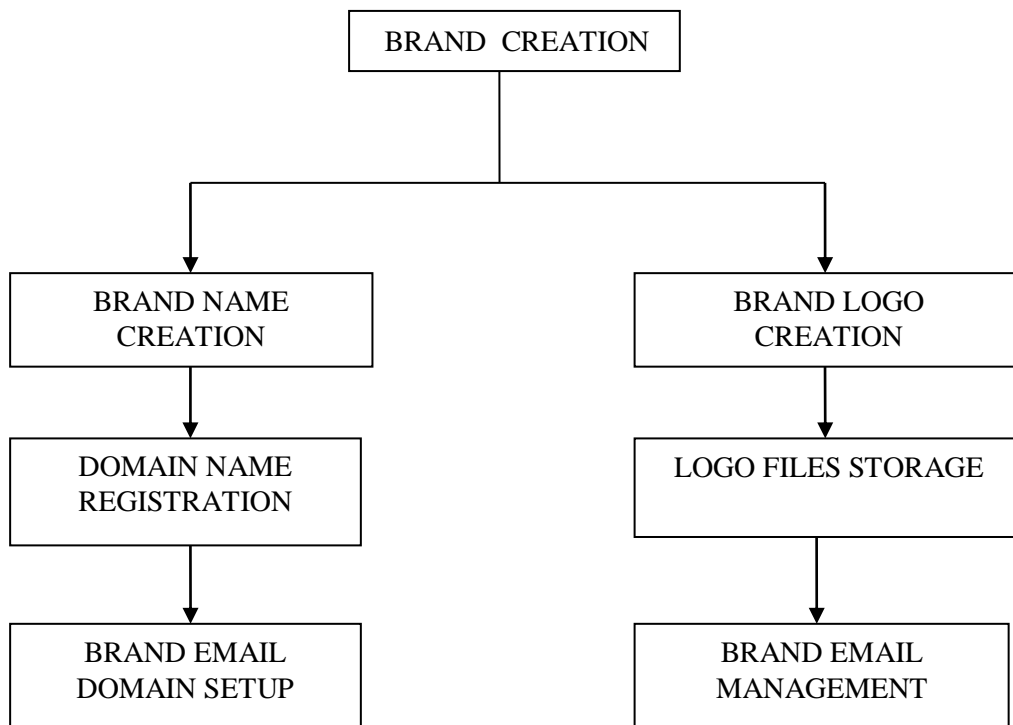 BRAND CREATION
BRAND NAME
CREATION
BRAND LOGO
CREATION
DOMAIN NAME
REGISTRATION
LOGO FILES STORAGE
BRAND EMAIL
DOMAIN SETUP
BRAND EMAIL
MANAGEMENT